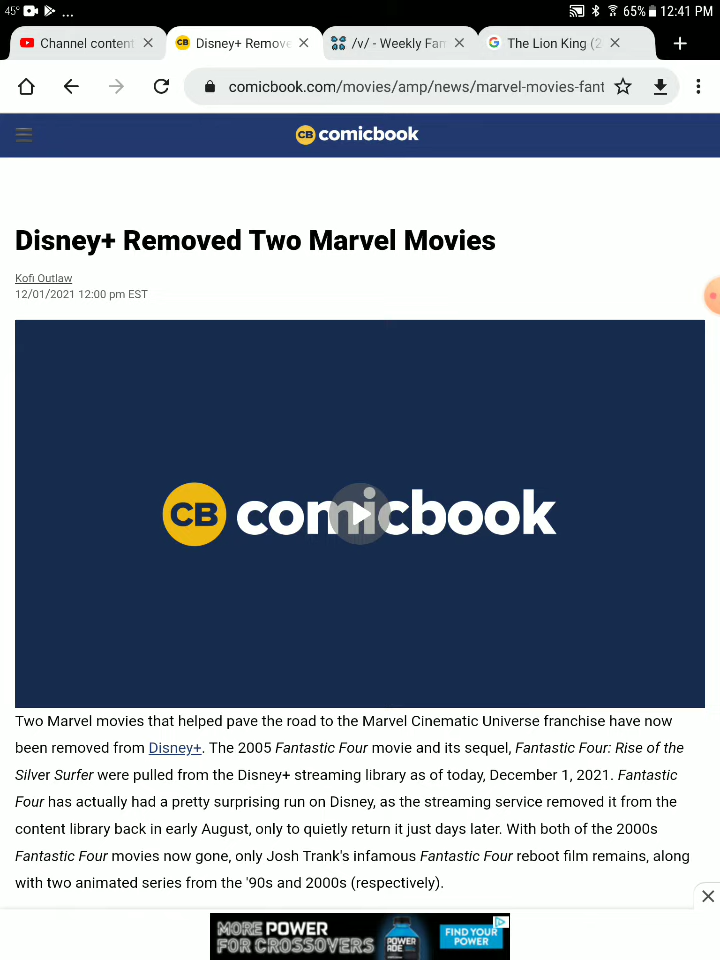 45° ...
65% 12:41 PM
Channel content
Disney+ Remove
/v/ - Weekly Fam
The Lion King (2
comicbook.com/movies/amp/news/marvel-movies-fant
CB comicbook
Disney+ Removed Two Marvel Movies
Kofi Outlaw
12/01/2021 12:00 pm EST
CB comicbook
Two Marvel movies that helped pave the road to the Marvel Cinematic Universe franchise have now
been removed from Disney+. The 2005 Fantastic Four movie and its sequel, Fantastic Four: Rise of the
Silver Surfer were pulled from the Disney+ streaming library as of today, December 1, 2021. Fantastic
Four has actually had a pretty surprising run on Disney, as the streaming service removed it from the
content library back in early August, only to quietly return it just days later. With both of the 2000s
Fantastic Four movies now gone, only Josh Trank's infamous Fantastic Four reboot film remains, along
with two animated series from the '90s and 2000s (respectively).
MORE POWER
FOR CROSSOVERS
POWER
ADE
FIND YOUR
POWER